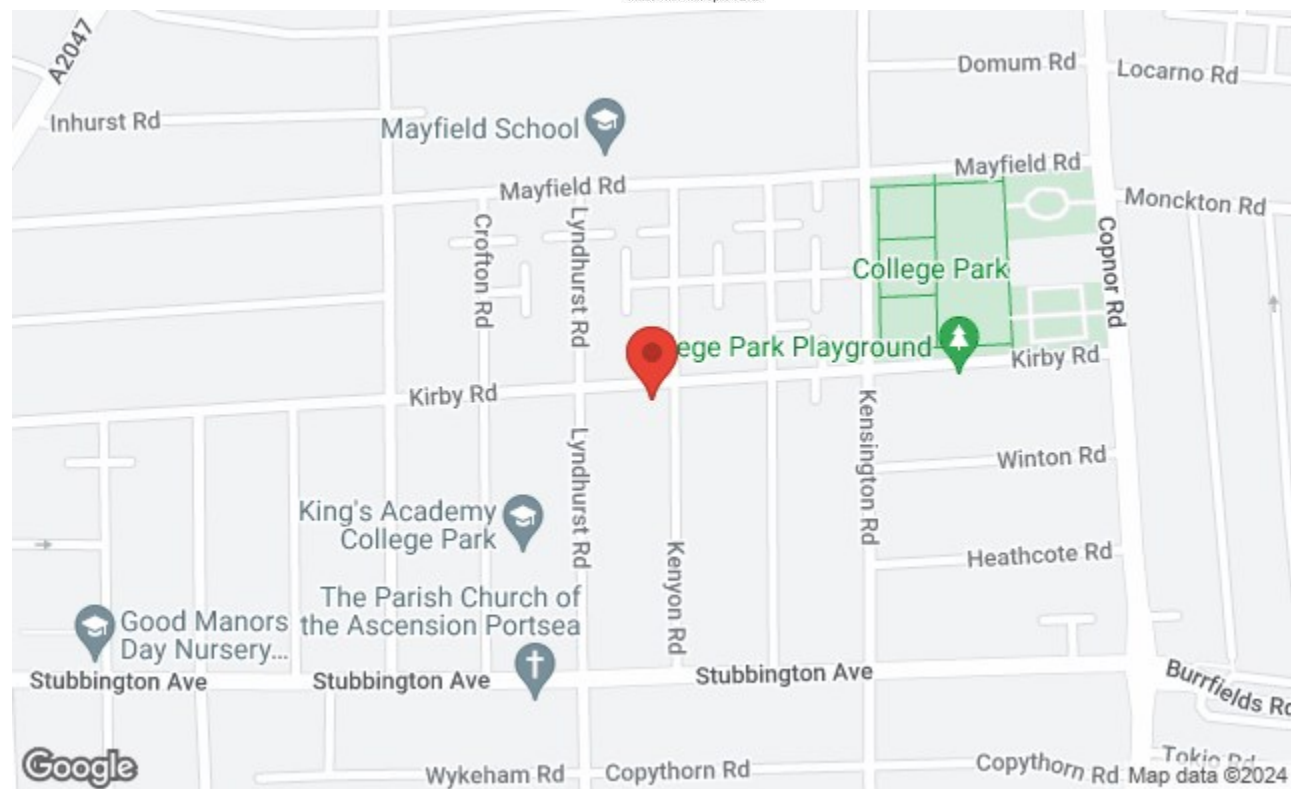 A2047
Domum Rd
Locarno Rd
Inhurst Rd
Mayfield School
Mayfield Rd
Mayfield Rd
Monckton Rd
Crofton Rd
Lyndhurst Rd
Copnor Rd
College Park
ege Park Playground
Kirby Rd
Kirby Rd
Kensington Rd
Lyndhurst Rd
Winton Rd
King's Academy
College Park
Kenyon Rd
Heathcote Rd
The Parish Church of
the Ascension Portsea
Good Manors
Day Nursery...
Stubbington Ave
Stubbington Ave
Stubbington Ave
Burrfields Rd
Google
Wykeham Rd
Copythorn Rd
Copythorn Rd
Tokio Rd
Map data ©2024